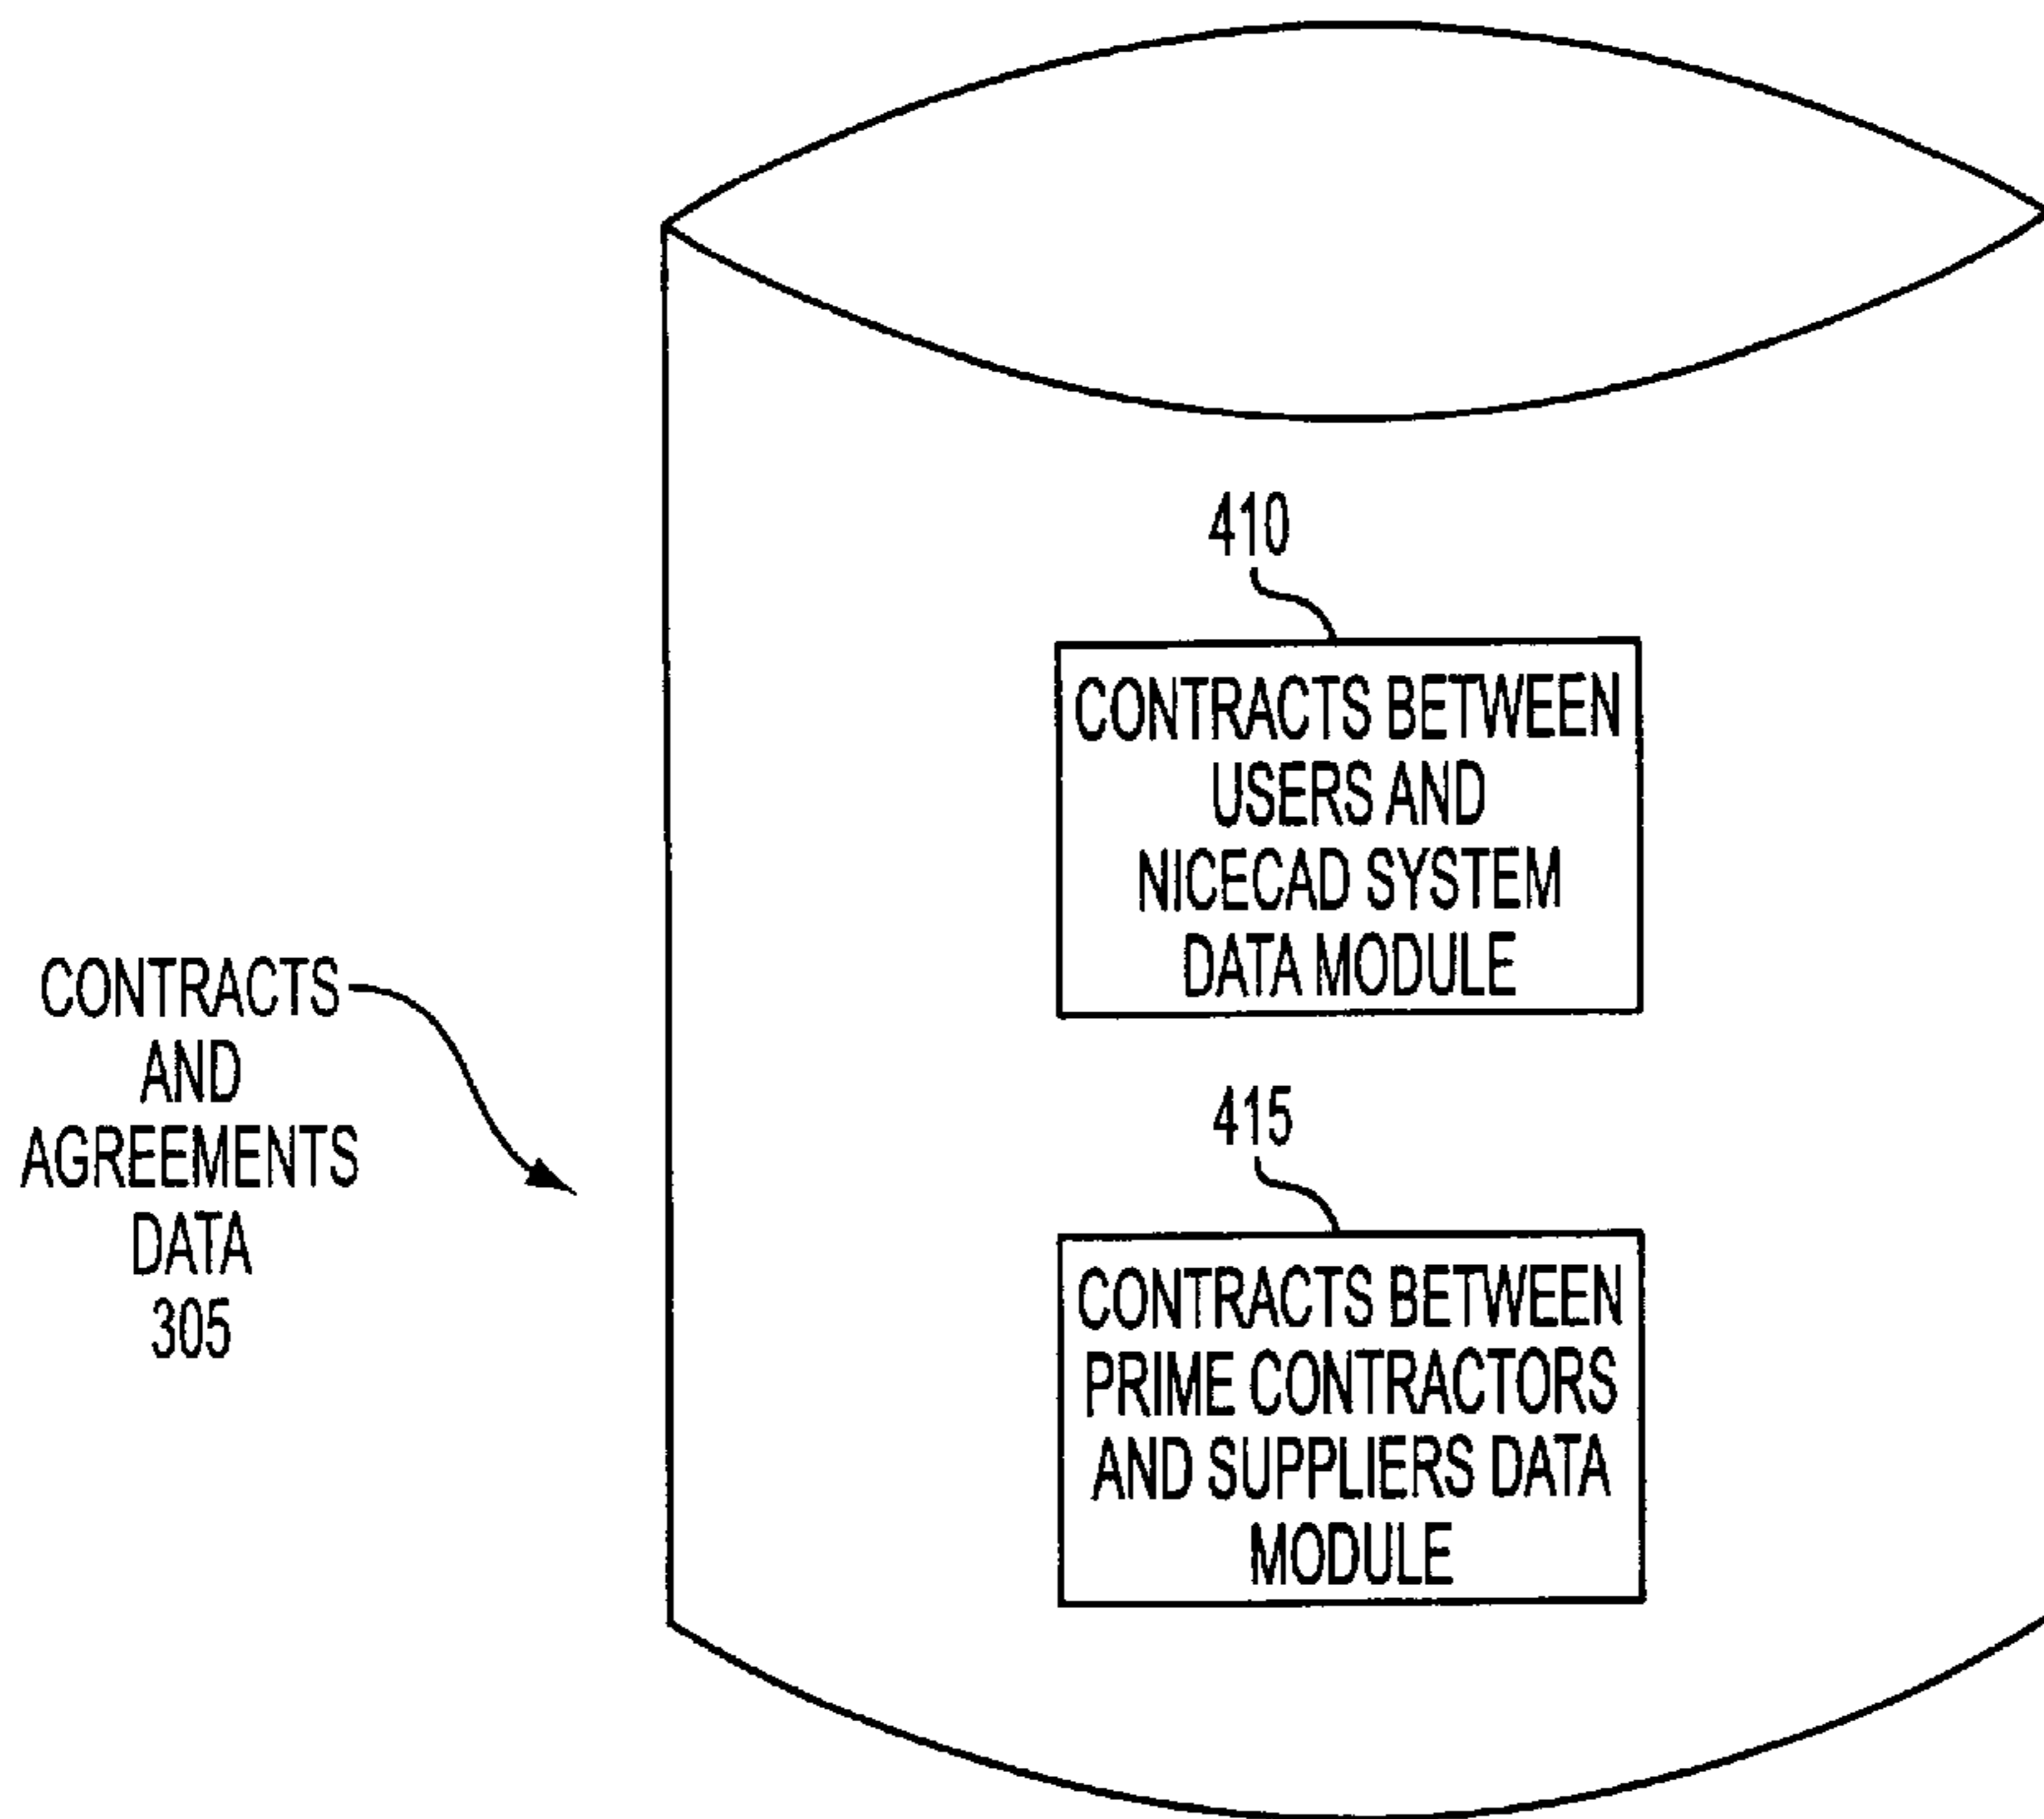 410
CONTRACTS BETWEEN
USERS AND
NICECAD SYSTEM
DATA MODULE
CONTRACTS
AND
AGREEMENTS
DATA
305
415
CONTRACTS BETWEEN
PRIME CONTRACTORS
AND SUPPLIERS DATA
MODULE